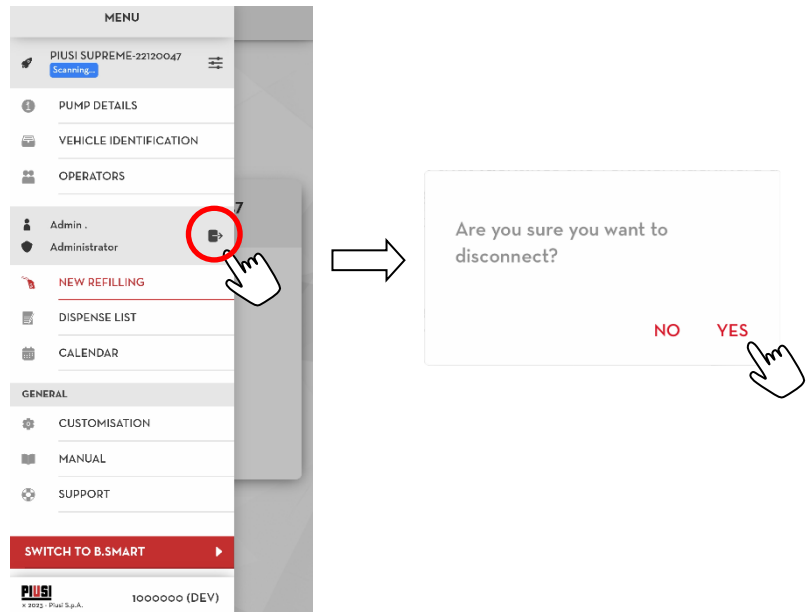 MENU
PIUSI SUPREME-22120047
Scanning...
PUMP DETAILS
VEHICLE IDENTIFICATION
OPERATORS
7
Admin .
Administrator
NEW REFILLING
DISPENSE LIST
CALENDAR
GENERAL
CUSTOMISATION
MANUAL
SUPPORT
SWITCH TO B.SMART
PIUSI
© 2023 - Piusi S.p.A.
1000000 (DEV)
Are you sure you want to
disconnect?
NO YES